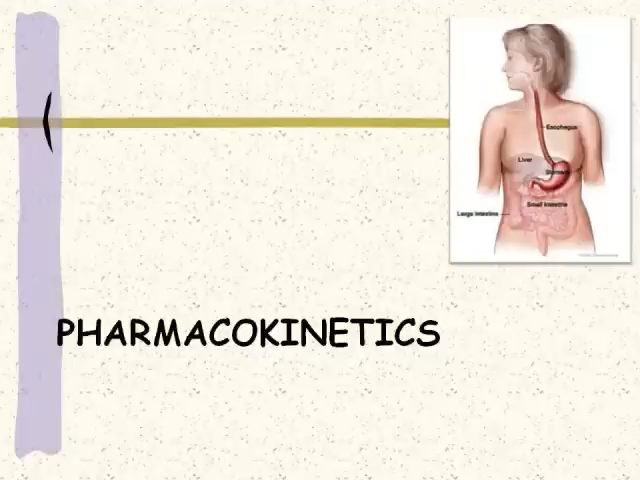 Esophagus
Liver
Stomach
Small Intestine
Large Intestine
PHARMACOKINETICS